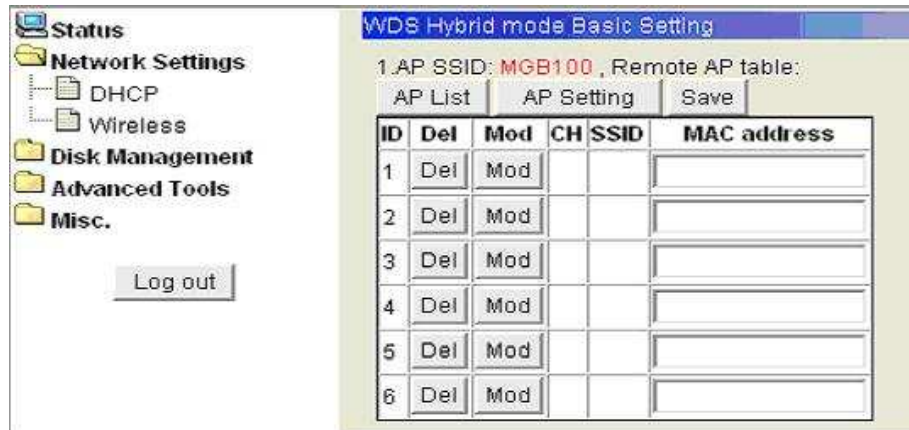 Status
Network Settings
DHCP
Wireless
Disk Management
Advanced Tools
Misc.
Log out
WDS Hybrid mode Basic Setting
1.AP SSID: MGB100 , Remote AP table:
AP List AP Setting Save
ID Del Mod CH SSID MAC address
1 Del Mod
2 Del Mod
3 Del Mod
4 Del Mod
5 Del Mod
6 Del Mod